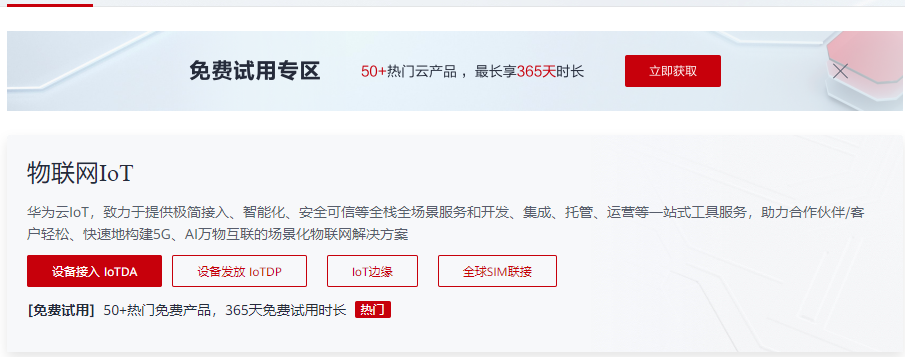 免费试用专区 50+热门云产品，最长享365天时长 立即获取
物联网IoT
华为云IoT，致力于提供极简接入、智能化、安全可信等全栈全场景服务和开发、集成、托管、运营等一站式工具服务，助力合作伙伴/客
户轻松、快速地构建5G、AI万物互联的场景化物联网解决方案
设备接入 IoTDA 设备发放 IoTDP IoT边缘 全球SIM联接
[免费试用] 50+热门免费产品，365天免费试用时长 热门